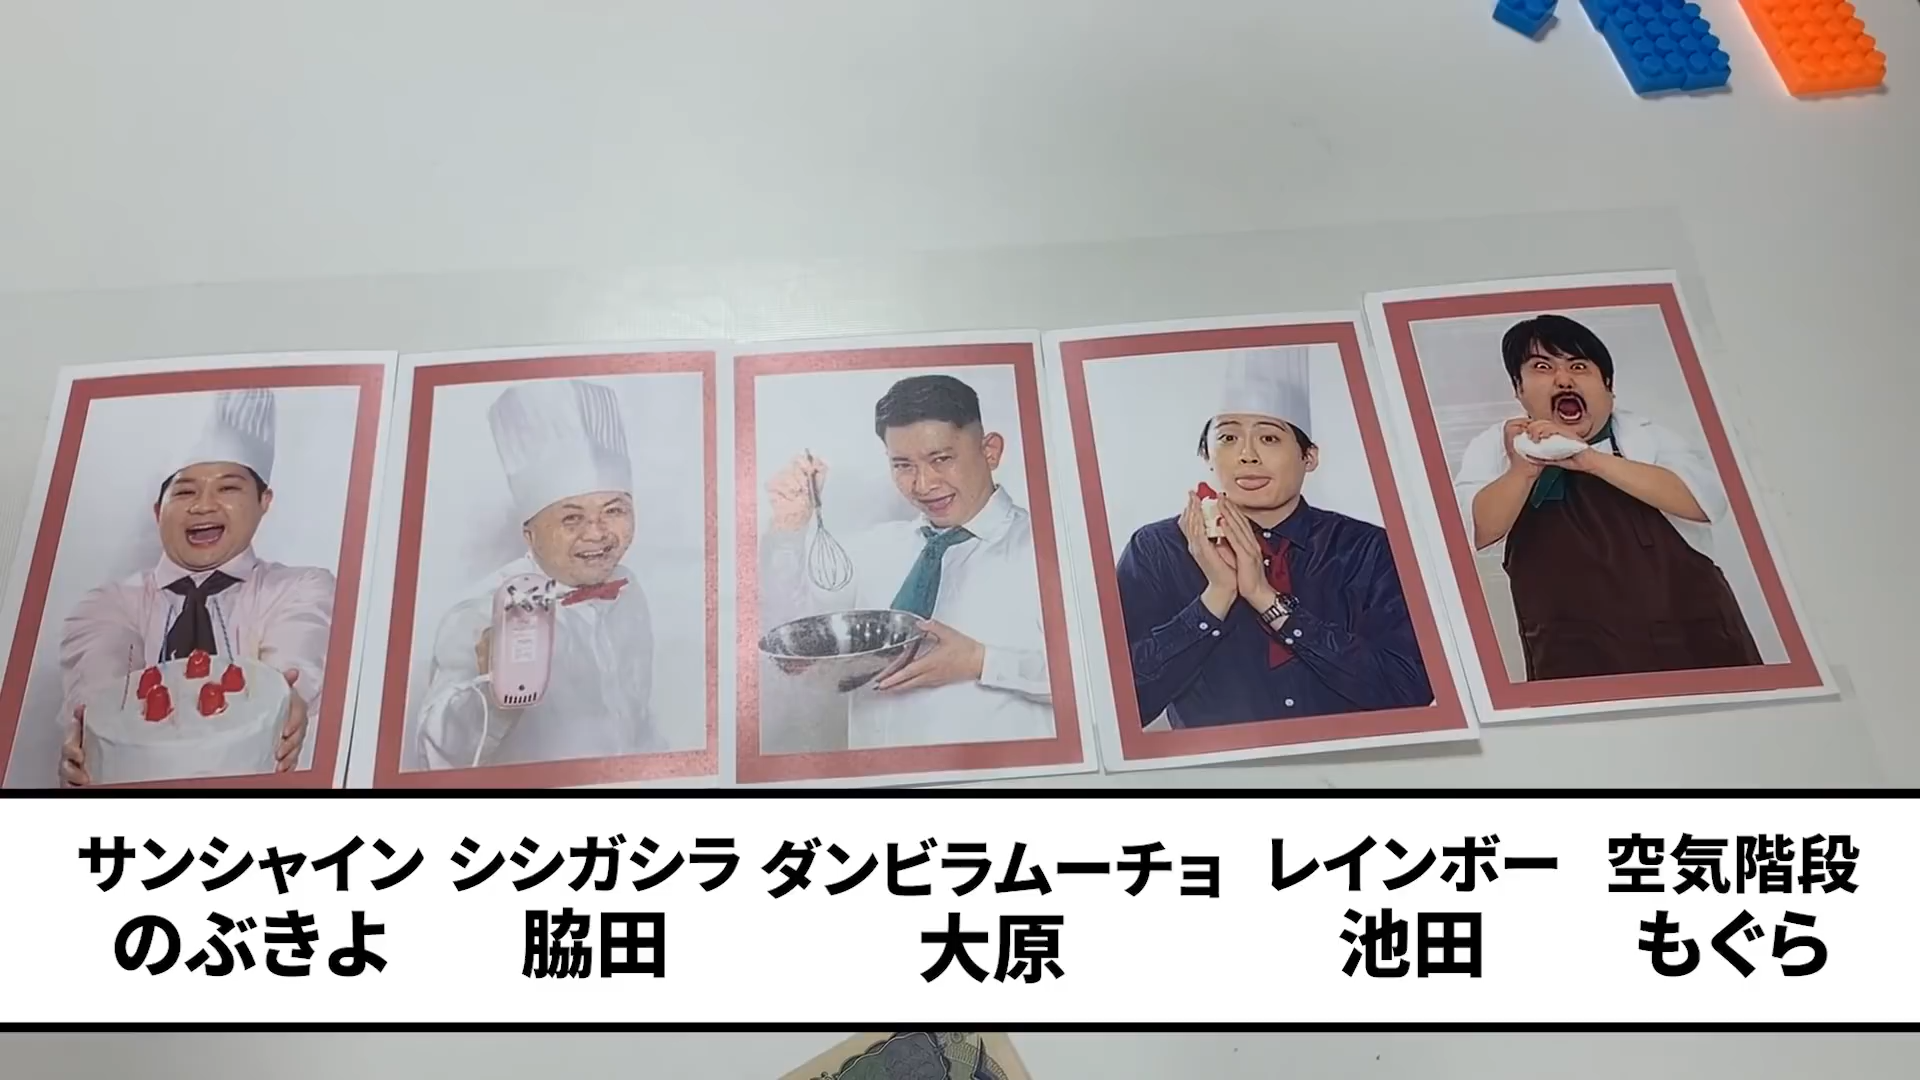 サンシャイン
のぶきよ
シシガシラ
脇田
ダンビラムーチョ
大原
レインボー
池田
空気階段
もぐら